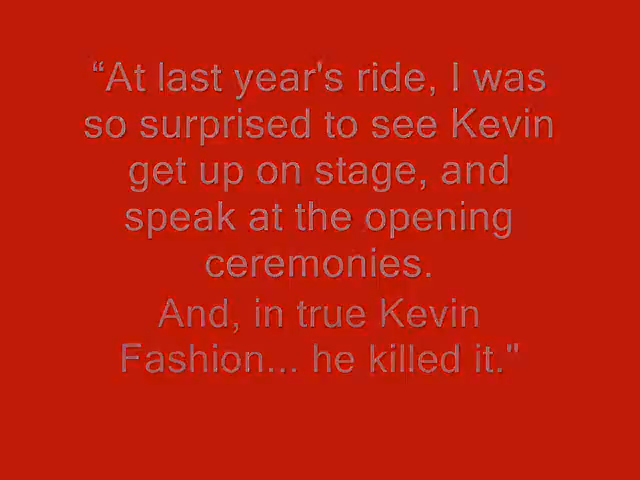 “At last year's ride, I was
so surprised to see Kevin
get up on stage, and
speak at the opening
ceremonies.
And, in true Kevin
Fashion... he killed it."